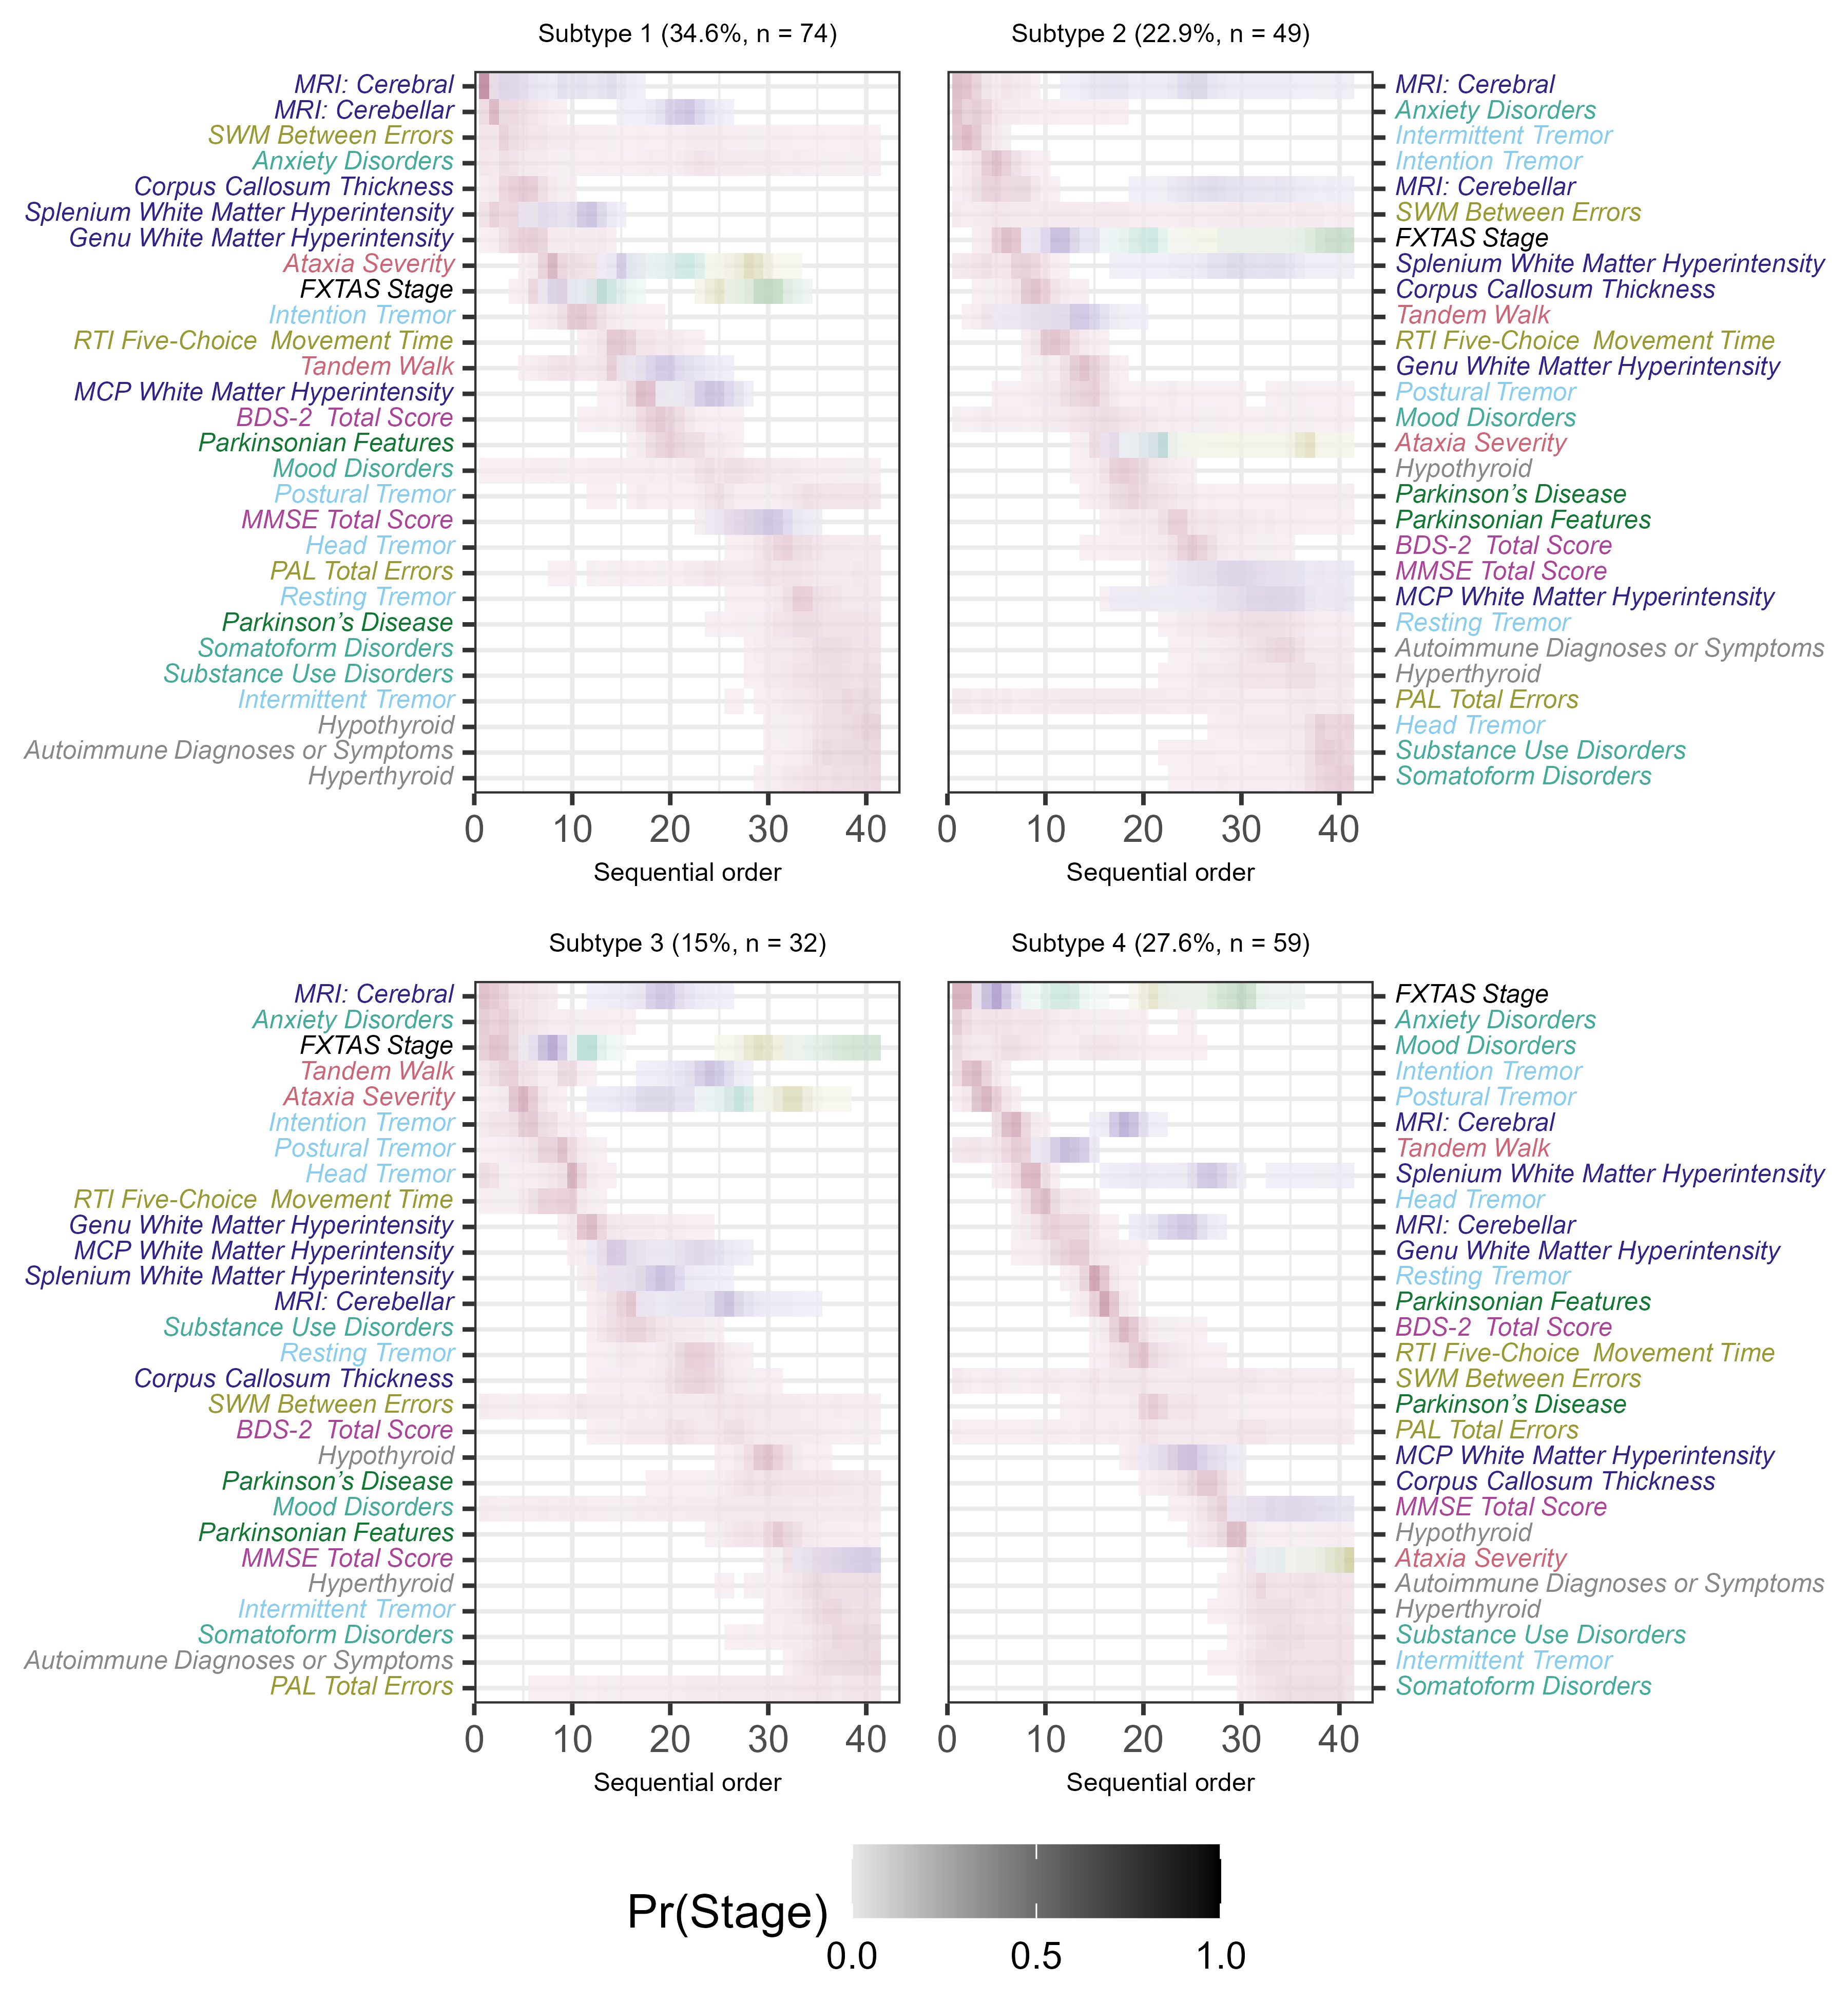 Subtype 1 (34.6%, n = 74)
MRI: Cerebral
MRI: Cerebellar
SWM Between Errors
Anxiety Disorders
Corpus Callosum Thickness
Splenium White Matter Hyperintensity
Genu White Matter Hyperintensity
Ataxia Severity
FXTAS Stage
Intention Tremor
RTI Five-Choice  Movement Time
Tandem Walk
MCP White Matter Hyperintensity
BDS-2  Total Score
Parkinsonian Features
Mood Disorders
Postural Tremor
MMSE Total Score
Head Tremor
PAL Total Errors
Resting Tremor
Parkinson’s Disease
Somatoform Disorders
Substance Use Disorders
Intermittent Tremor
Hypothyroid
Autoimmune Diagnoses or Symptoms
Hyperthyroid
0 10 20 30 40
Sequential order
Subtype 2 (22.9%, n = 49)
MRI: Cerebral
Anxiety Disorders
Intermittent Tremor
Intention Tremor
MRI: Cerebellar
SWM Between Errors
FXTAS Stage
Splenium White Matter Hyperintensity
Corpus Callosum Thickness
Tandem Walk
RTI Five-Choice  Movement Time
Genu White Matter Hyperintensity
Postural Tremor
Mood Disorders
Ataxia Severity
Hypothyroid
Parkinson’s Disease
Parkinsonian Features
BDS-2  Total Score
MMSE Total Score
MCP White Matter Hyperintensity
Resting Tremor
Autoimmune Diagnoses or Symptoms
Hyperthyroid
PAL Total Errors
Head Tremor
Substance Use Disorders
Somatoform Disorders
0 10 20 30 40
Sequential order
Subtype 3 (15%, n = 32)
MRI: Cerebral
Anxiety Disorders
FXTAS Stage
Tandem Walk
Ataxia Severity
Intention Tremor
Postural Tremor
Head Tremor
RTI Five-Choice  Movement Time
Genu White Matter Hyperintensity
MCP White Matter Hyperintensity
Splenium White Matter Hyperintensity
MRI: Cerebellar
Substance Use Disorders
Resting Tremor
Corpus Callosum Thickness
SWM Between Errors
BDS-2  Total Score
Hypothyroid
Parkinson’s Disease
Mood Disorders
Parkinsonian Features
MMSE Total Score
Hyperthyroid
Intermittent Tremor
Somatoform Disorders
Autoimmune Diagnoses or Symptoms
PAL Total Errors
0 10 20 30 40
Sequential order
Subtype 4 (27.6%, n = 59)
FXTAS Stage
Anxiety Disorders
Mood Disorders
Intention Tremor
Postural Tremor
MRI: Cerebral
Tandem Walk
Splenium White Matter Hyperintensity
Head Tremor
MRI: Cerebellar
Genu White Matter Hyperintensity
Resting Tremor
Parkinsonian Features
BDS-2  Total Score
RTI Five-Choice  Movement Time
SWM Between Errors
Parkinson’s Disease
PAL Total Errors
MCP White Matter Hyperintensity
Corpus Callosum Thickness
MMSE Total Score
Hypothyroid
Ataxia Severity
Autoimmune Diagnoses or Symptoms
Hyperthyroid
Substance Use Disorders
Intermittent Tremor
Somatoform Disorders
0 10 20 30 40
Sequential order
Pr(Stage)
0.0 0.5 1.0